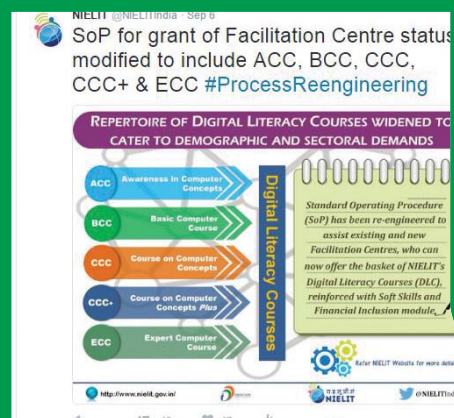 NIELIT @NIELITIndia · Sep 6
SoP for grant of Facilitation Centre status
modified to include ACC, BCC, CCC,
CCC+ & ECC #ProcessReengineering
REPERTOIRE OF DIGITAL LITERACY COURSES WIDENED TO
CATER TO DEMOGRAPHIC AND SECTORAL DEMANDS
ACC Awareness in Computer
Concepts
BCC Basic Computer
Course
CCC Course on Computer
Concepts
CCC+ Course on Computer
Concepts Plus
ECC Expert Computer
Course
Digital Literacy Courses
Standard Operating Procedure
(SoP) has been re-engineered to
assist existing and new
Facilitation Centres, who can
now offer the basket of NIELIT's
Digital Literacy Courses (DLC),
reinforced with Soft Skills and
Financial Inclusion module
Refer NIELIT Website for more
http://www.nielit.gov.in/
NIELIT